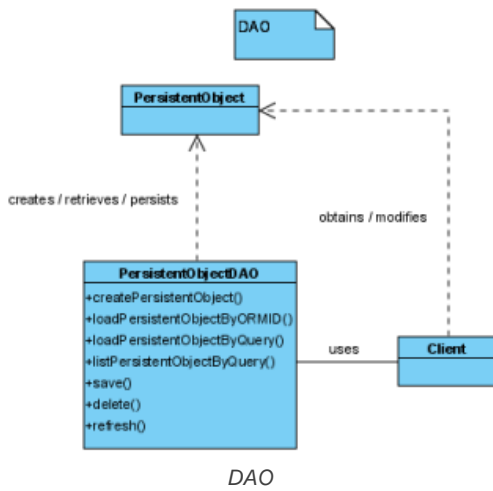 DAO
PersistentObject
creates / retrieves / persists
obtains / modifies
PersistentObjectDAO
+createPersistentObject()
+loadPersistentObjectByORMID()
+loadPersistentObjectByQuery()
+listPersistentObjectByQuery()
+save()
+delete()
+refresh()
uses
Client
DAO